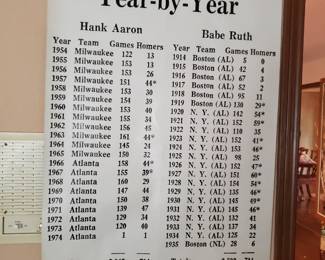 Year-by-Year
Hank Aaron Babe Ruth
Year Team Games Homers Year Team Games Homers
1954 Milwaukee 122 13 1914 Boston (AL) 5 0
1955 Milwaukee 153 13 1915 Boston (AL) 42 4
1956 Milwaukee 153 26 1916 Boston (AL) 67 3
1957 Milwaukee 151 44* 1917 Boston (AL) 52 2
1958 Milwaukee 153 30 1918 Boston (AL) 95 11
1959 Milwaukee 154 39 1919 Boston (AL) 130 29*
1960 Milwaukee 153 40 1920 N. Y. (AL) 142 54*
1961 Milwaukee 155 34 1921 N. Y. (AL) 152 59*
1962 Milwaukee 156 45 1922 N. Y. (AL) 110 35
1963 Milwaukee 161 44* 1923 N. Y. (AL) 152 41*
1964 Milwaukee 145 24 1924 N. Y. (AL) 153 46*
1965 Milwaukee 150 32 1925 N. Y. (AL) 98 25
1966 Atlanta 158 44* 1926 N. Y. (AL) 152 47*
1967 Atlanta 155 39* 1927 N. Y. (AL) 151 60*
1968 Atlanta 160 29 1928 N. Y. (AL) 154 54*
1969 Atlanta 147 44 1929 N. Y. (AL) 135 46*
1970 Atlanta 150 38 1930 N. Y. (AL) 145 49*
1971 Atlanta 139 47 1931 N. Y. (AL) 145 46*
1972 Atlanta 129 34 1932 N. Y. (AL) 132 41
1973 Atlanta 120 40 1933 N. Y. (AL) 137 34
1974 Atlanta 1 1 1934 N. Y. (AL) 125 22
1935 Boston (NL) 28 6